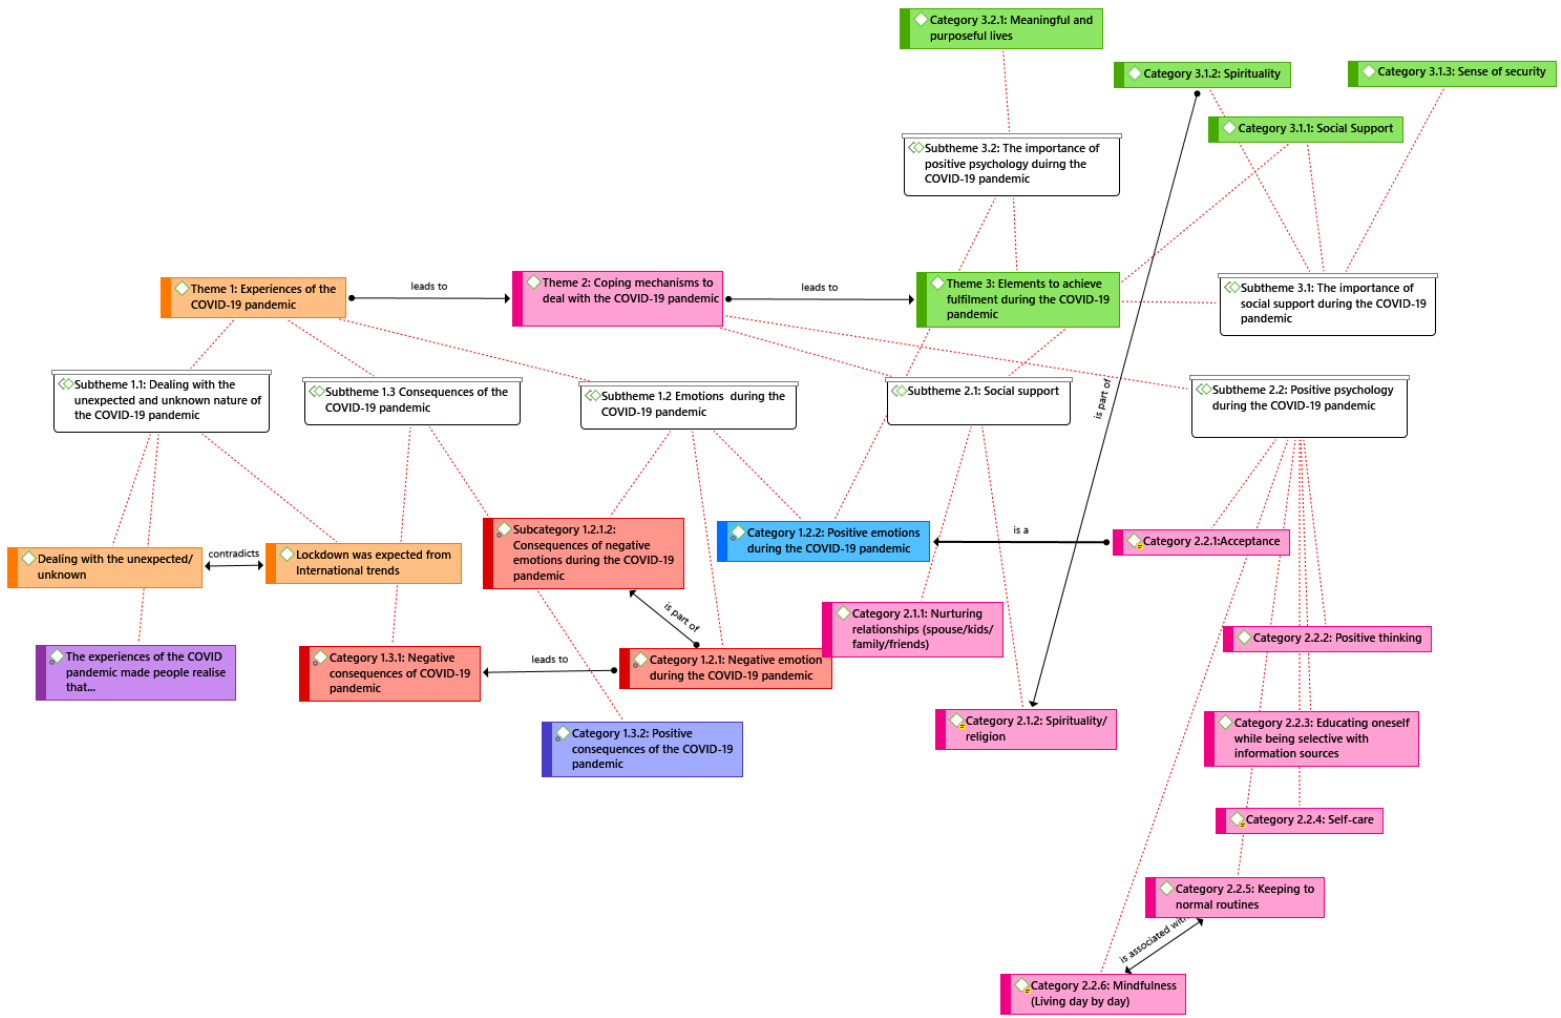 Category 3.2.1: Meaningful and
purposeful lives
Category 3.1.2: Spirituality
Category 3.1.3: Sense of security
Category 3.1.1: Social Support
Subtheme 3.2: The importance of
positive psychology duirng the
COVID-19 pandemic
is part of
Theme 1: Experiences of the
COVID-19 pandemic
leads to
Theme 2: Coping mechanisms to
deal with the COVID-19 pandemic
leads to
Theme 3: Elements to achieve
fulfilment during the COVID-19
pandemic
Subtheme 3.1: The importance of
social support during the COVID-19
pandemic
Subtheme 1.1: Dealing with the
unexpected and unknown nature of
the COVID-19 pandemic
Subtheme 1.3 Consequences of the
COVID-19 pandemic
Subtheme 1.2 Emotions during the
COVID-19 pandemic
Subtheme 2.1: Social support
Subtheme 2.2: Positive psychology
during the COVID-19 pandemic
Dealing with the unexpected/
unknown
contradicts
Lockdown was expected from
International trends
Subcategory 1.2.1.2:
Consequences of negative
emotions during the COVID-19
pandemic
Category 1.2.2: Positive emotions
during the COVID-19 pandemic
is a
Category 2.2.1:Acceptance
is part of
Category 2.1.1: Nurturing
relationships (spouse/kids/
family/friends)
Category 2.2.2: Positive thinking
The experiences of the COVID
pandemic made people realise
that...
Category 1.3.1: Negative
consequences of COVID-19
pandemic
leads to
Category 1.2.1: Negative emotion
during the COVID-19 pandemic
Category 1.3.2: Positive
consequences of the COVID-19
pandemic
Category 2.1.2: Spirituality/
religion
Category 2.2.3: Educating oneself
while being selective with
information sources
Category 2.2.4: Self-care
Category 2.2.5: Keeping to
normal routines
is associated with
Category 2.2.6: Mindfulness
(Living day by day)